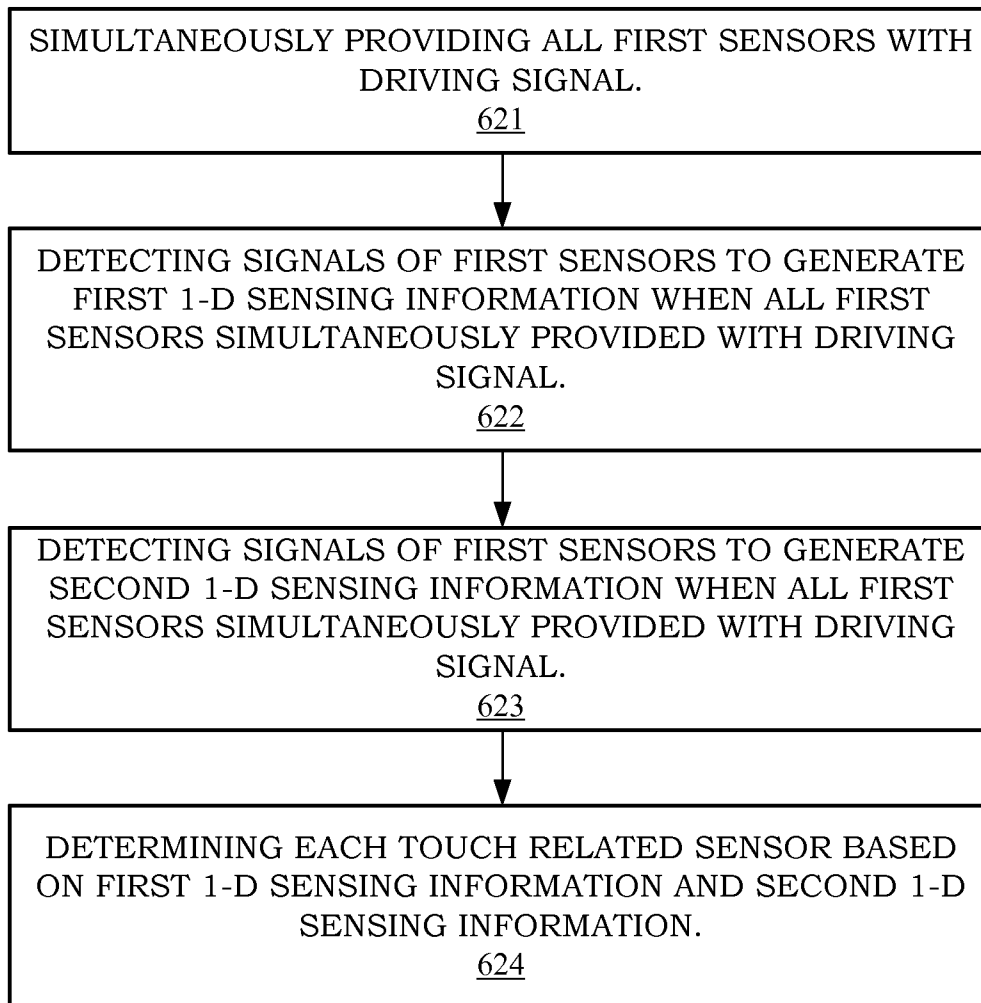 SIMULTANEOUSLY PROVIDING ALL FIRST SENSORS WITH
DRIVING SIGNAL.
621
DETECTING SIGNALS OF FIRST SENSORS TO GENERATE
FIRST 1-D SENSING INFORMATION WHEN ALL FIRST
SENSORS SIMULTANEOUSLY PROVIDED WITH DRIVING
SIGNAL.
622
DETECTING SIGNALS OF FIRST SENSORS TO GENERATE
SECOND 1-D SENSING INFORMATION WHEN ALL FIRST
SENSORS SIMULTANEOUSLY PROVIDED WITH DRIVING
SIGNAL.
623
DETERMINING EACH TOUCH RELATED SENSOR BASED
ON FIRST 1-D SENSING INFORMATION AND SECOND 1-D
SENSING INFORMATION.
624